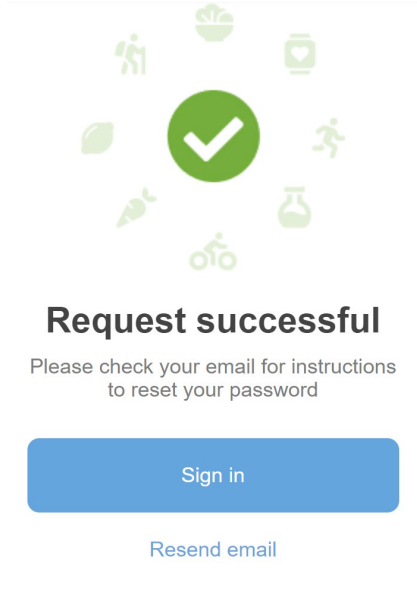 Request successful
Please check your email for instructions
to reset your password
Sign in
Resend email